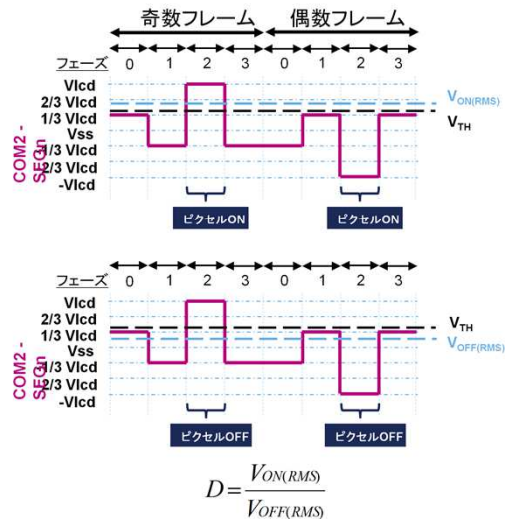 奇数フレーム 偶数フレーム
フェーズ 0 1 2 3 0 1 2 3
Vlcd
2/3 Vlcd
1/3 Vlcd
Vss
-1/3 Vlcd
-2/3 Vlcd
-Vlcd
COM2 -
SEGn
VON(RMS)
VTH
ピクセルON ピクセルON
フェーズ 0 1 2 3 0 1 2 3
Vlcd
2/3 Vlcd
1/3 Vlcd
Vss
-1/3 Vlcd
-2/3 Vlcd
-Vlcd
COM2 -
SEGn
VTH
VOFF(RMS)
ピクセルOFF ピクセルOFF
D = VON(RMS) / VOFF(RMS)